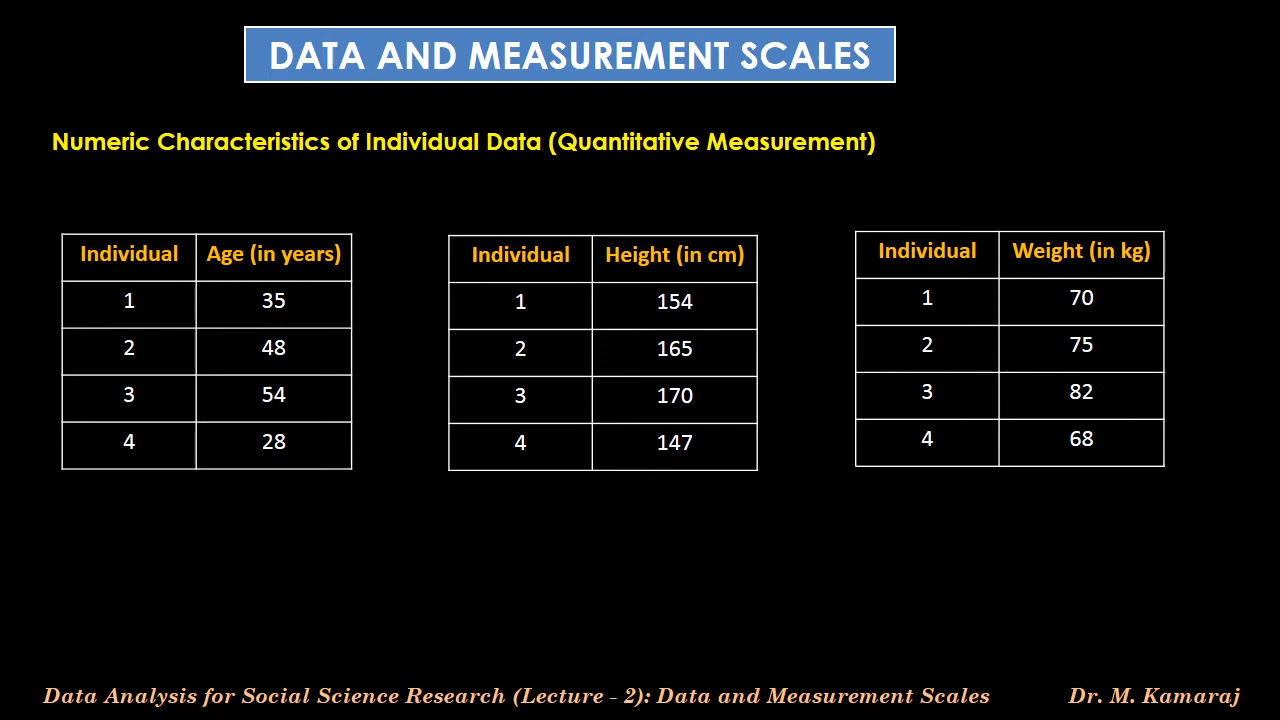 DATA AND MEASUREMENT SCALES
Numeric Characteristics of Individual Data (Quantitative Measurement)
Individual Age (in years)
1 35
2 48
3 54
4 28
Individual Height (in cm)
1 154
2 165
3 170
4 147
Individual Weight (in kg)
1 70
2 75
3 82
4 68
Data Analysis for Social Science Research (Lecture - 2): Data and Measurement Scales Dr. M. Kamaraj